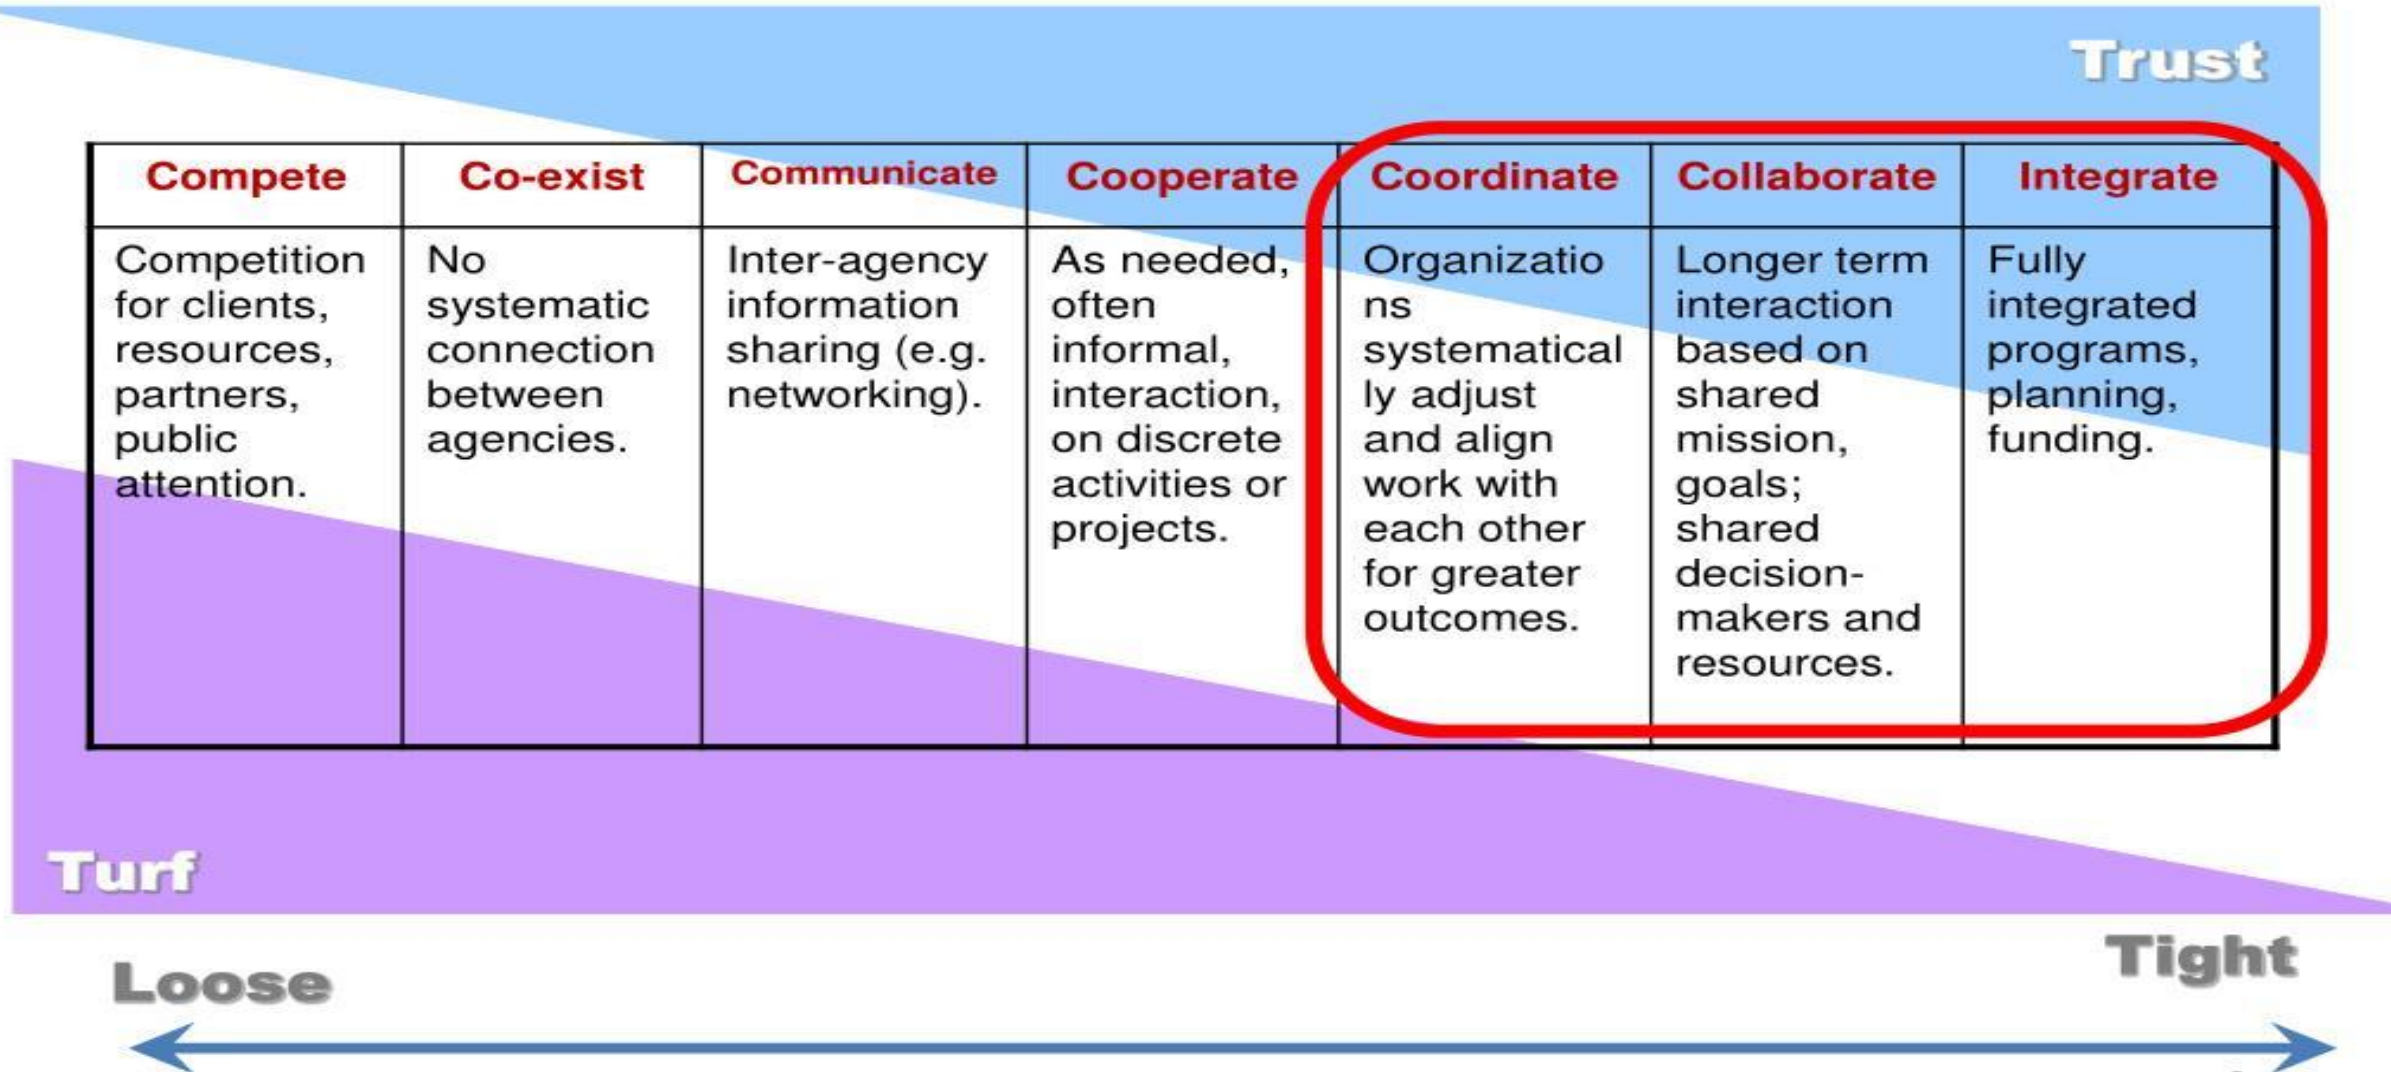 Trust
Compete
Co-exist
Communicate
Cooperate
Coordinate
Collaborate
Integrate
Competition
for clients,
resources,
partners,
public
attention.
No
systematic
connection
between
agencies.
Inter-agency
information
sharing (e.g.
networking).
As needed,
often
informal,
interaction,
on discrete
activities or
projects.
Organizatio
ns
systematical
ly adjust
and align
work with
each other
for greater
outcomes.
Longer term
interaction
based on
shared
mission,
goals;
shared
decision-
makers and
resources.
Fully
integrated
programs,
planning,
funding.
Turf
Loose
Tight